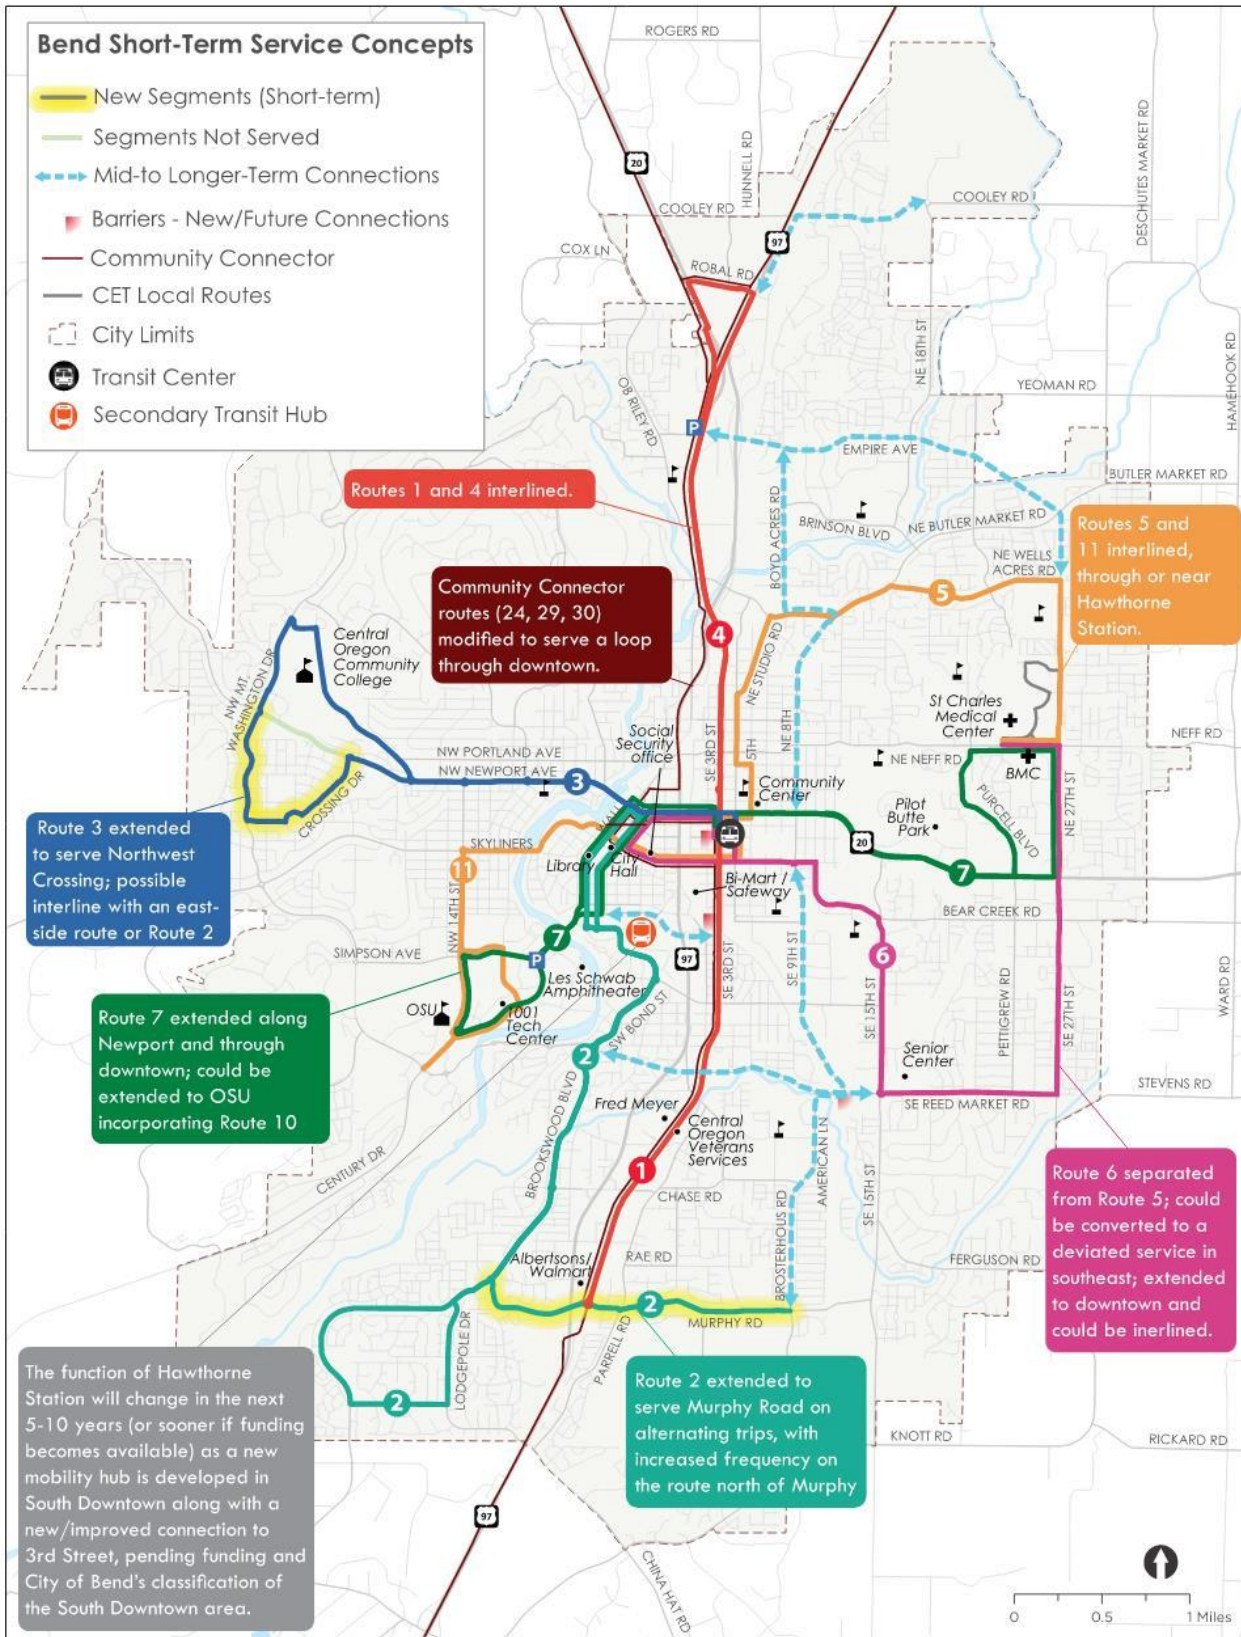 Bend Short-Term Service Concepts
New Segments (Short-term)
Segments Not Served
Mid-to Longer-Term Connections
Barriers - New/Future Connections
Community Connector
CET Local Routes
City Limits
Transit Center
Secondary Transit Hub
ROGERS RD
HUNNELL RD
DESCHUTES MARKET RD
20
COOLEY RD
COOLEY RD
COX LN
97
ROBAL RD
NE 18TH ST
YEOMAN RD
HAMEHOOK RD
OB RILEY RD
P
EMPIRE AVE
BUTLER MARKET RD
Routes 1 and 4 interlined.
BOYD ACRES RD
BRINSON BLVD
NE BUTLER MARKET RD
NE WELLS
ACRES RD
Routes 5 and
11 interlined,
through or near
Hawthorne
Station.
5
Community Connector
routes (24, 29, 30)
modified to serve a loop
through downtown.
4
NE STUDIO RD
Central
Oregon
Community
College
NW MT.
WASHINGTON DR
St Charles
Medical
Center
Social
Security
office
SE 3RD ST
5TH
NE 8TH
NEFF RD
NE NEFF RD
BMC
NW PORTLAND AVE
NW NEWPORT AVE
3
Community
Center
CROSSING DR
WALL
Pilot
Butte
Park
PURCELL BLVD
NE 27TH ST
Route 3 extended
to serve Northwest
Crossing; possible
interline with an east-
side route or Route 2
SKYLINERS
11
Library
City
Hall
20
7
Bi-Mart /
Safeway
NW 14TH ST
BEAR CREEK RD
7
SIMPSON AVE
P
97
SE 3RD ST
SE 9TH ST
6
SE 15TH ST
PETTIGREW RD
SE 27TH ST
WARD RD
Les Schwab
Amphitheater
OSU
1001
Tech
Center
SW BOND ST
Route 7 extended along
Newport and through
downtown; could be
extended to OSU
incorporating Route 10
2
Senior
Center
STEVENS RD
SE REED MARKET RD
BROOKSWOOD BLVD
Fred Meyer
Central
Oregon
Veterans
Services
AMERICAN LN
CENTURY DR
1
CHASE RD
BROSTERHOUS RD
SE 15TH ST
Route 6 separated
from Route 5; could
be converted to a
deviated service in
southeast; extended
to downtown and
could be inerlined.
Albertsons/
Walmart
RAE RD
FERGUSON RD
2
MURPHY RD
LODGEPOLE DR
PARRELL RD
2
The function of Hawthorne
Station will change in the next
5-10 years (or sooner if funding
becomes available) as a new
mobility hub is developed in
South Downtown along with a
new/improved connection to
3rd Street, pending funding and
City of Bend's classification of
the South Downtown area.
Route 2 extended to
serve Murphy Road on
alternating trips, with
increased frequency on
the route north of Murphy
KNOTT RD
RICKARD RD
97
CHINA HAT RD
0 0.5 1 Miles